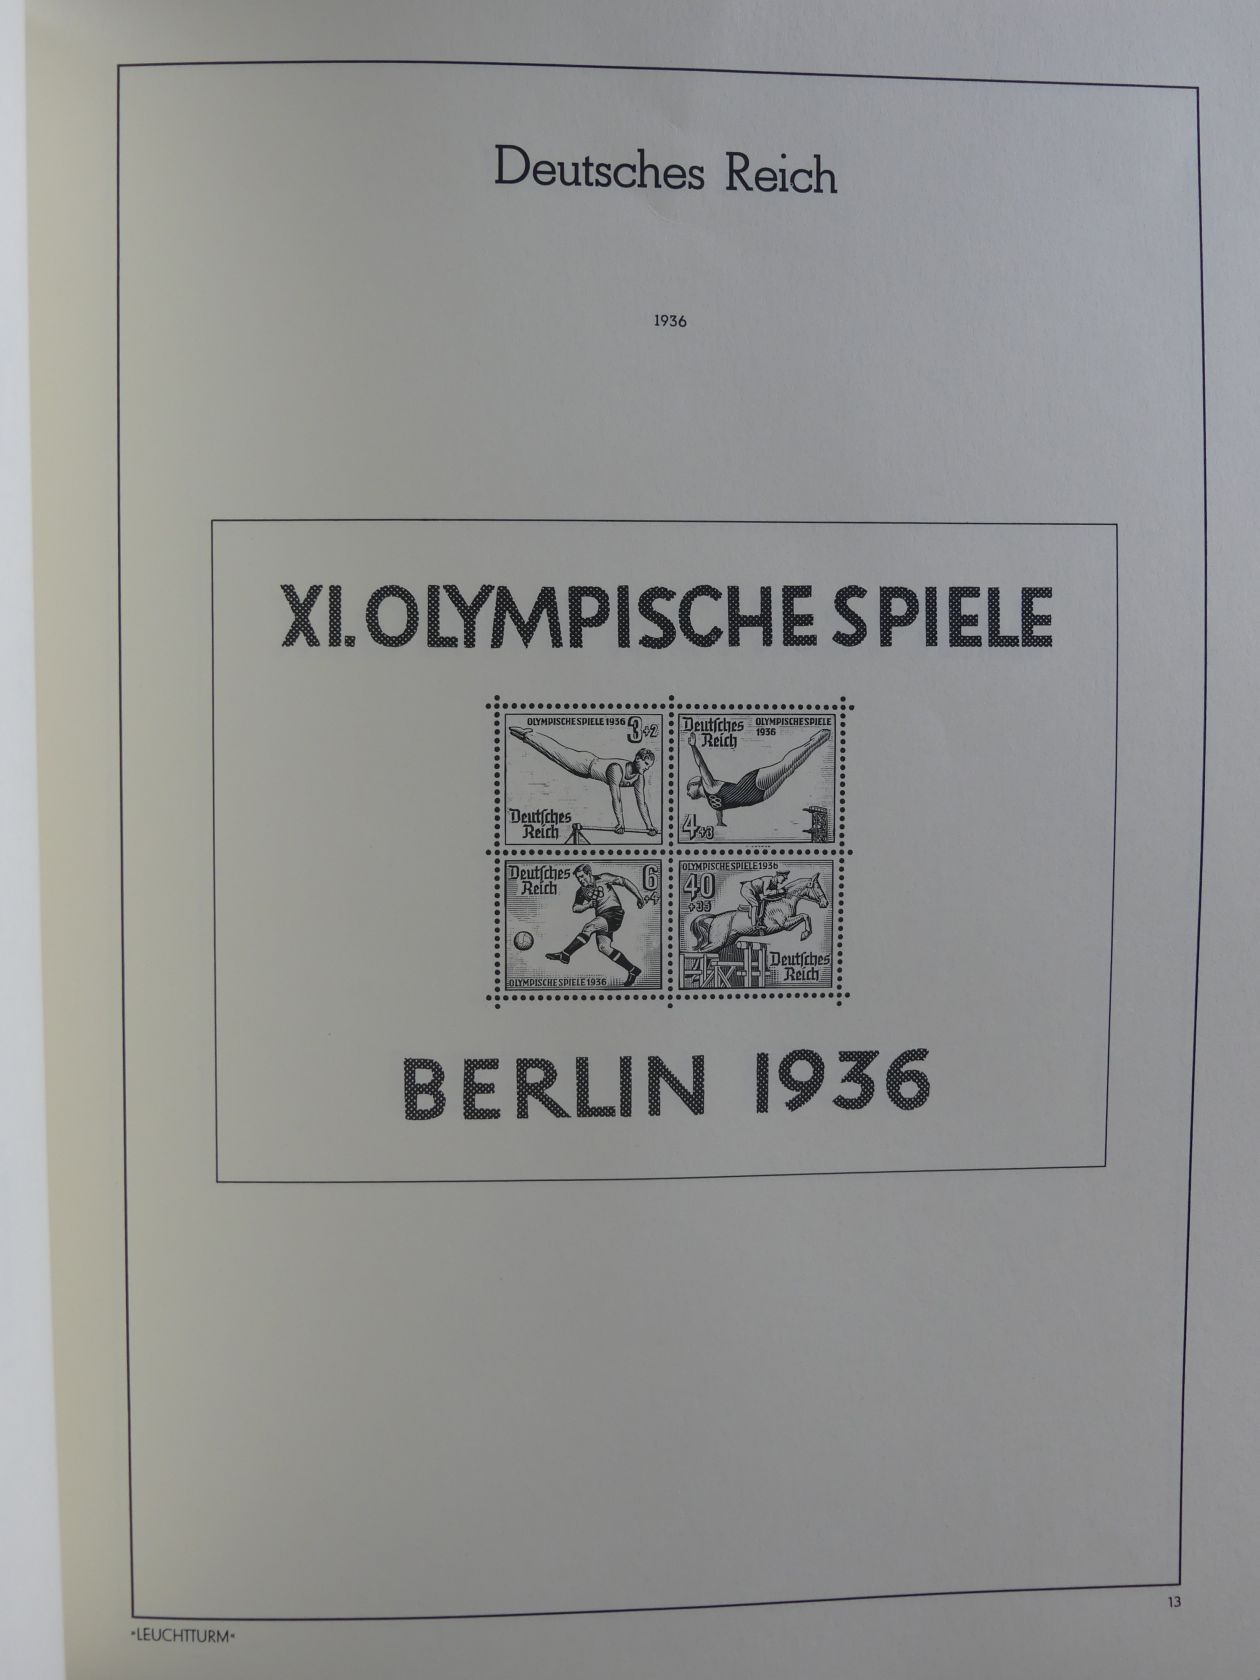 Deutsches Reich
1936
XI. OLYMPISCHE SPIELE
OLYMPISCHE SPIELE 1936 3+2
Deutsches
Reich
Deutsches
Reich
OLYMPISCHE SPIELE
1936
4+3
Deutsches
Reich
6+4
OLYMPISCHE SPIELE 1936
OLYMPISCHE SPIELE 1936
40
+35
Deutsches
Reich
BERLIN 1936
13
»LEUCHTTURM«